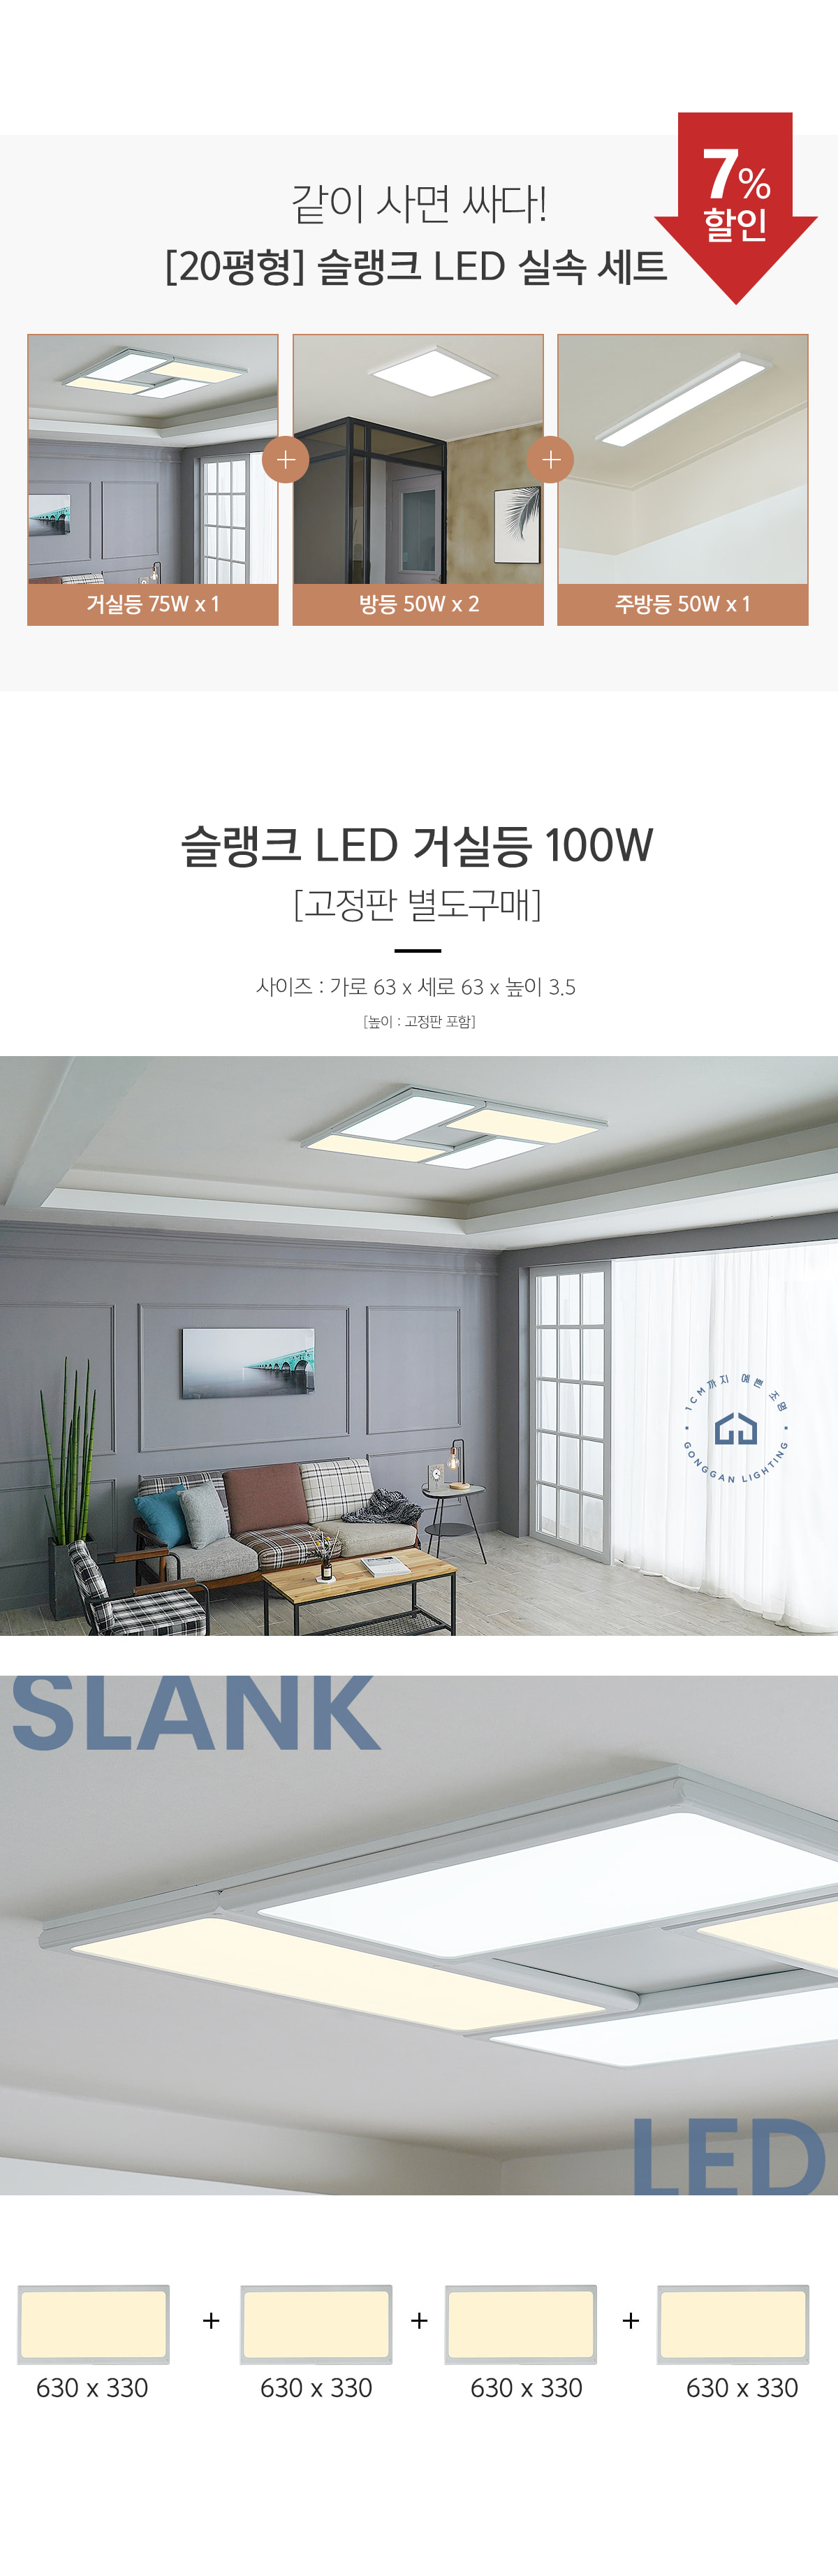 7%
할인
같이 사면 싸다!
[20평형] 슬랭크 LED 실속 세트
거실등 75W x 1
방등 50W x 2
주방등 50W x 1
슬랭크 LED 거실등 100W
[고정판 별도구매]
사이즈 : 가로 63 x 세로 63 x 높이 3.5
[높이 : 고정판 포함]
1CM까지 예쁜 조명
GONGGAN LIGHTING
SLANK
LED
630 x 330 + 630 x 330 + 630 x 330 + 630 x 330